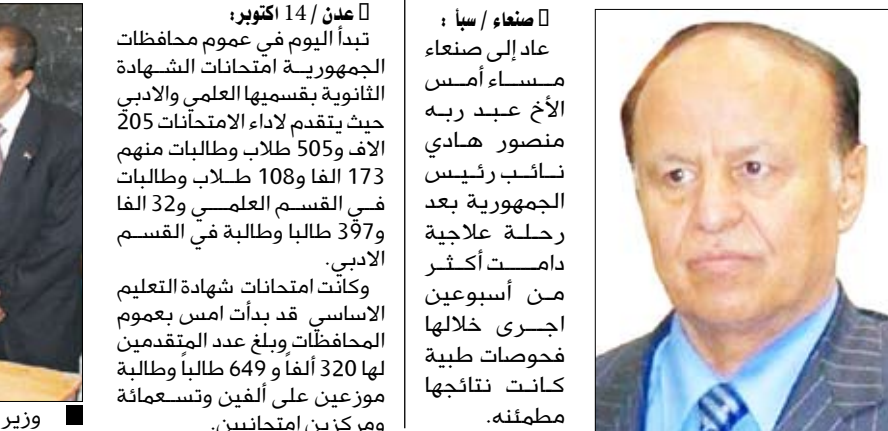 صنعاء / سبأ :
عاد إلى صنعاء
مساء أمس
الأخ عبد ربه
منصور هادي
نائب رئيس
الجمهورية بعد
رحلة علاجية
دامت أكثر
من أسبوعين
اجرى خلالها
فحوصات طبية
كانت نتائجها
مطمئنه.
عدن / 14 اكتوبر:
تبدأ اليوم في عموم محافظات
الجمهورية امتحانات الشهادة
الثانوية بقسميها العلمي والادبي
حيث يتقدم لاداء الامتحانات 205
الاف و505 طلاب وطالبات منهم
173 الفا و108 طلاب وطالبات
في القسم العلمي و32 الفا
و397 طالبا وطالبة في القسم
الادبي.
وكانت امتحانات شهادة التعليم
الاساسي قد بدأت امس بعموم
المحافظات وبلغ عدد المتقدمين
لها 320 ألفاً و 649 طالباً وطالبة
موزعين على ألفين وتسعمائة
ومركزين امتحانيين.
وزير